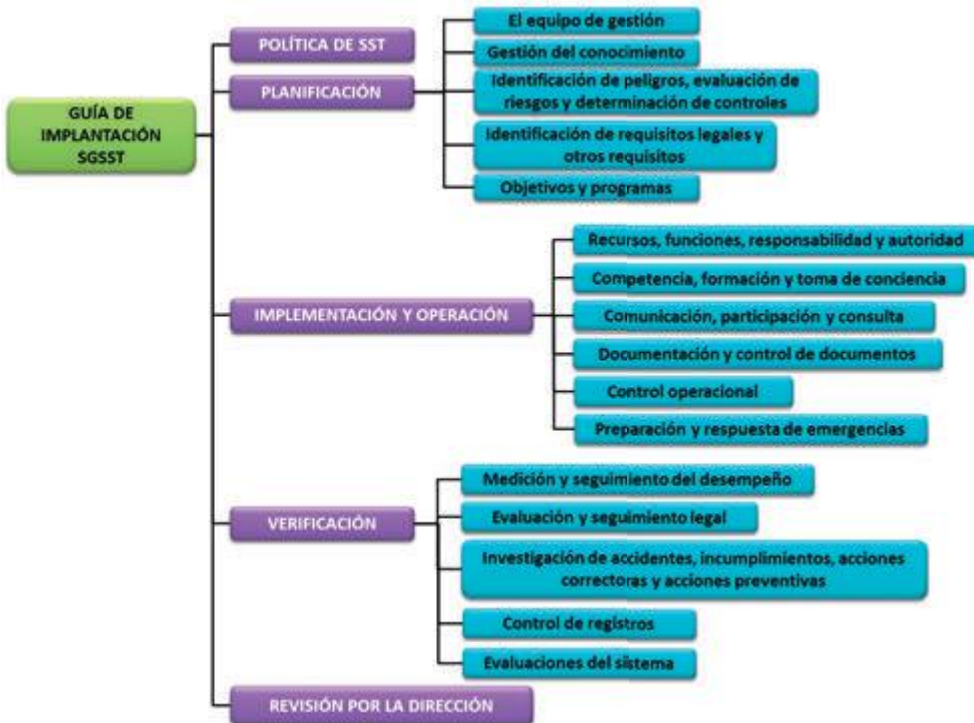 GUÍA DE
IMPLANTACIÓN
SGSST
POLÍTICA DE SST
PLANIFICACIÓN
El equipo de gestión
Gestión del conocimiento
Identificación de peligros, evaluación de
riesgos y determinación de controles
Identificación de requisitos legales y
otros requisitos
Objetivos y programas
IMPLEMENTACIÓN Y OPERACIÓN
Recursos, funciones, responsabilidad y autoridad
Competencia, formación y toma de conciencia
Comunicación, participación y consulta
Documentación y control de documentos
Control operacional
Preparación y respuesta de emergencias
VERIFICACIÓN
Medición y seguimiento del desempeño
Evaluación y seguimiento legal
Investigación de accidentes, incumplimientos, acciones
correctoras y acciones preventivas
Control de registros
Evaluaciones del sistema
REVISIÓN POR LA DIRECCIÓN